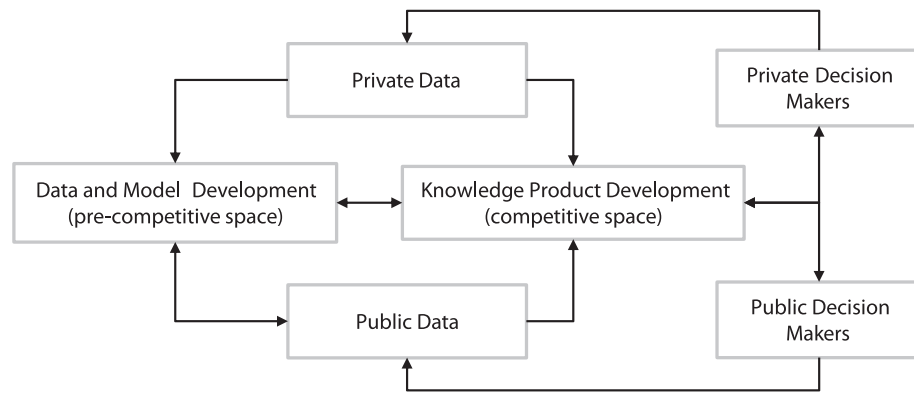 Private Data
Private Decision
Makers
Data and Model Development
(pre-competitive space)
Knowledge Product Development
(competitive space)
Public Data
Public Decision
Makers